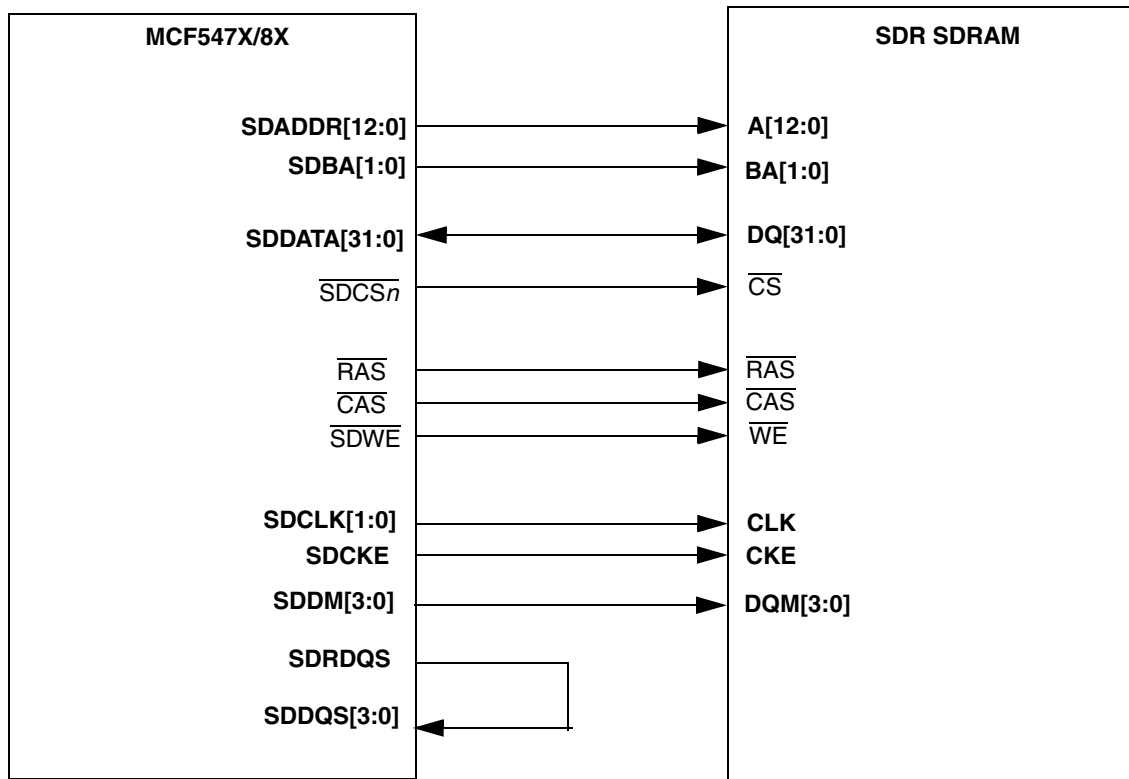 MCF547X/8X
SDR SDRAM
SDADDR[12:0]
A[12:0]
SDBA[1:0]
BA[1:0]
SDDATA[31:0]
DQ[31:0]
SDCSn
CS
RAS
RAS
CAS
CAS
SDWE
WE
SDCLK[1:0]
CLK
SDCKE
CKE
SDDM[3:0]
DQM[3:0]
SDRDQS
SDDQS[3:0]